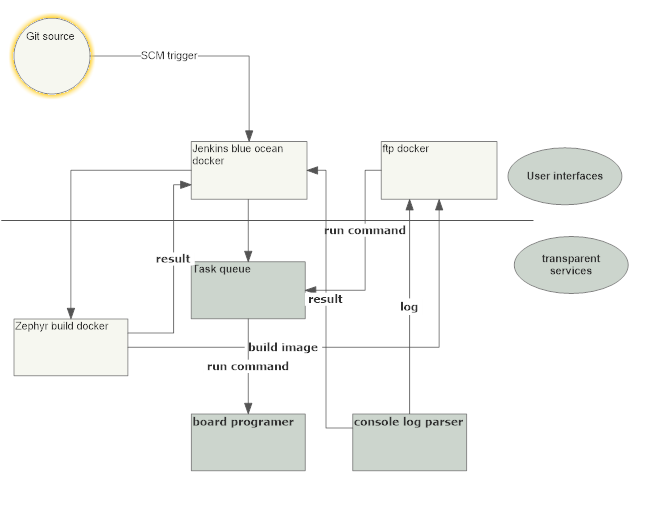 Git source
SCM trigger
Jenkins blue ocean
docker
ftp docker
User interfaces
run command
result
Task queue
transparent
services
result
log
Zephyr build docker
build image
run command
board programer
console log parser